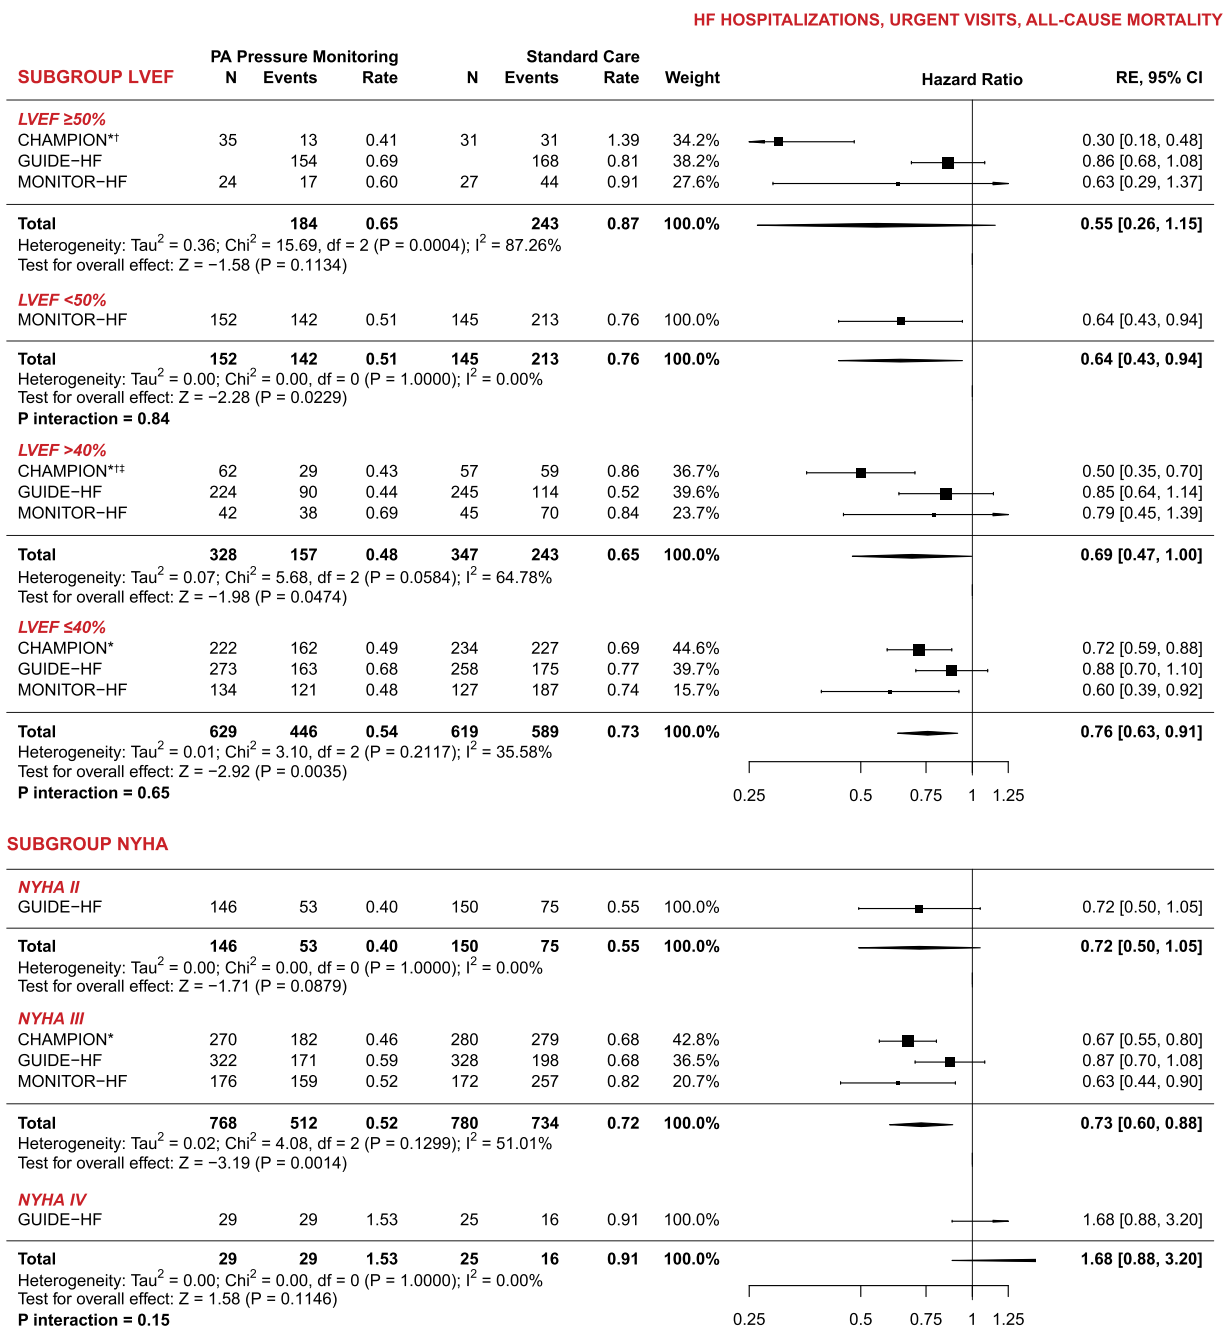 HF HOSPITALIZATIONS, URGENT VISITS, ALL-CAUSE MORTALITY
PA Pressure Monitoring Standard Care
SUBGROUP LVEF N Events Rate N Events Rate Weight Hazard Ratio RE, 95% CI
LVEF ≥50%
CHAMPION*† 35 13 0.41 31 31 1.39 34.2% 0.30 [0.18, 0.48]
GUIDE−HF 154 0.69 168 0.81 38.2% 0.86 [0.68, 1.08]
MONITOR−HF 24 17 0.60 27 44 0.91 27.6% 0.63 [0.29, 1.37]
Total 184 0.65 243 0.87 100.0% 0.55 [0.26, 1.15]
Heterogeneity: Tau² = 0.36; Chi² = 15.69, df = 2 (P = 0.0004); I² = 87.26%
Test for overall effect: Z = −1.58 (P = 0.1134)
LVEF <50%
MONITOR−HF 152 142 0.51 145 213 0.76 100.0% 0.64 [0.43, 0.94]
Total 152 142 0.51 145 213 0.76 100.0% 0.64 [0.43, 0.94]
Heterogeneity: Tau² = 0.00; Chi² = 0.00, df = 0 (P = 1.0000); I² = 0.00%
Test for overall effect: Z = −2.28 (P = 0.0229)
P interaction = 0.84
LVEF >40%
CHAMPION*†‡ 62 29 0.43 57 59 0.86 36.7% 0.50 [0.35, 0.70]
GUIDE−HF 224 90 0.44 245 114 0.52 39.6% 0.85 [0.64, 1.14]
MONITOR−HF 42 38 0.69 45 70 0.84 23.7% 0.79 [0.45, 1.39]
Total 328 157 0.48 347 243 0.65 100.0% 0.69 [0.47, 1.00]
Heterogeneity: Tau² = 0.07; Chi² = 5.68, df = 2 (P = 0.0584); I² = 64.78%
Test for overall effect: Z = −1.98 (P = 0.0474)
LVEF ≤40%
CHAMPION* 222 162 0.49 234 227 0.69 44.6% 0.72 [0.59, 0.88]
GUIDE−HF 273 163 0.68 258 175 0.77 39.7% 0.88 [0.70, 1.10]
MONITOR−HF 134 121 0.48 127 187 0.74 15.7% 0.60 [0.39, 0.92]
Total 629 446 0.54 619 589 0.73 100.0% 0.76 [0.63, 0.91]
Heterogeneity: Tau² = 0.01; Chi² = 3.10, df = 2 (P = 0.2117); I² = 35.58%
Test for overall effect: Z = −2.92 (P = 0.0035)
P interaction = 0.65
0.25 0.5 0.75 1 1.25
SUBGROUP NYHA
NYHA II
GUIDE−HF 146 53 0.40 150 75 0.55 100.0% 0.72 [0.50, 1.05]
Total 146 53 0.40 150 75 0.55 100.0% 0.72 [0.50, 1.05]
Heterogeneity: Tau² = 0.00; Chi² = 0.00, df = 0 (P = 1.0000); I² = 0.00%
Test for overall effect: Z = −1.71 (P = 0.0879)
NYHA III
CHAMPION* 270 182 0.46 280 279 0.68 42.8% 0.67 [0.55, 0.80]
GUIDE−HF 322 171 0.59 328 198 0.68 36.5% 0.87 [0.70, 1.08]
MONITOR−HF 176 159 0.52 172 257 0.82 20.7% 0.63 [0.44, 0.90]
Total 768 512 0.52 780 734 0.72 100.0% 0.73 [0.60, 0.88]
Heterogeneity: Tau² = 0.02; Chi² = 4.08, df = 2 (P = 0.1299); I² = 51.01%
Test for overall effect: Z = −3.19 (P = 0.0014)
NYHA IV
GUIDE−HF 29 29 1.53 25 16 0.91 100.0% 1.68 [0.88, 3.20]
Total 29 29 1.53 25 16 0.91 100.0% 1.68 [0.88, 3.20]
Heterogeneity: Tau² = 0.00; Chi² = 0.00, df = 0 (P = 1.0000); I² = 0.00%
Test for overall effect: Z = 1.58 (P = 0.1146)
P interaction = 0.15
0.25 0.5 0.75 1 1.25